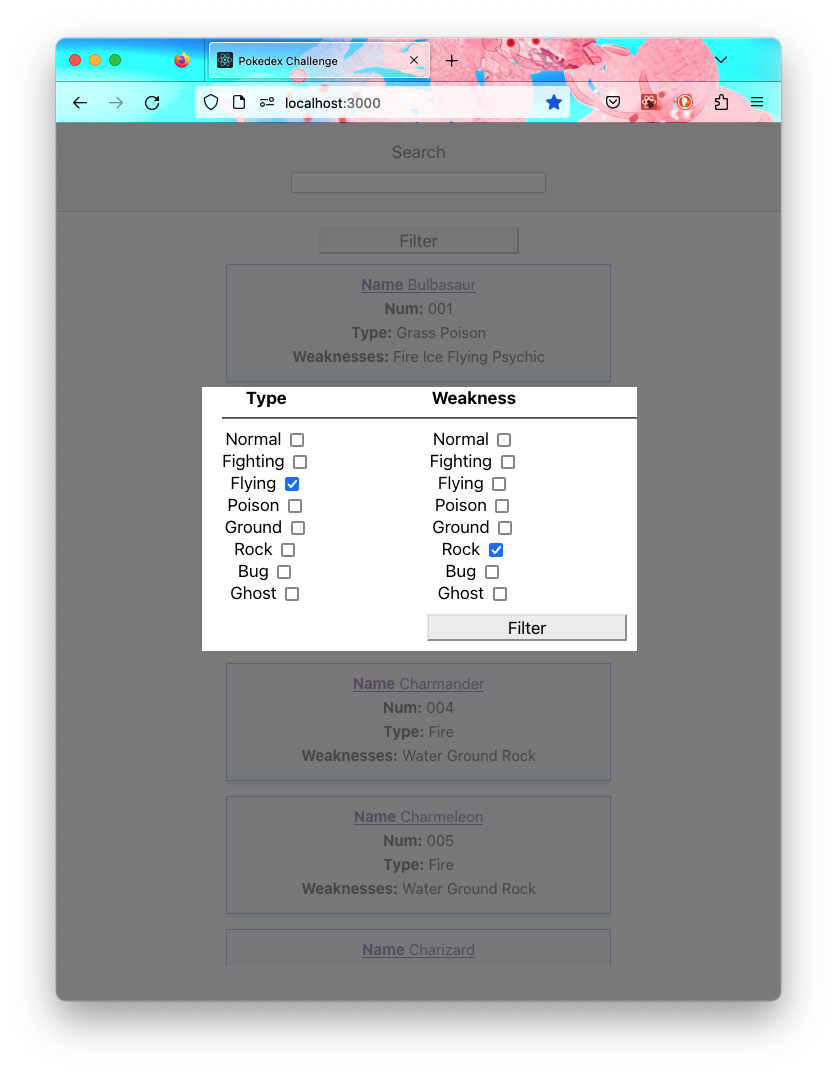 Pokedex Challenge
localhost:3000
Search
Filter
Name Bulbasaur
Num: 001
Type: Grass Poison
Weaknesses: Fire Ice Flying Psychic
Type Weakness
Normal Normal
Fighting Fighting
Flying Flying
Poison Poison
Ground Ground
Rock Rock
Bug Bug
Ghost Ghost
Filter
Name Charmander
Num: 004
Type: Fire
Weaknesses: Water Ground Rock
Name Charmeleon
Num: 005
Type: Fire
Weaknesses: Water Ground Rock
Name Charizard